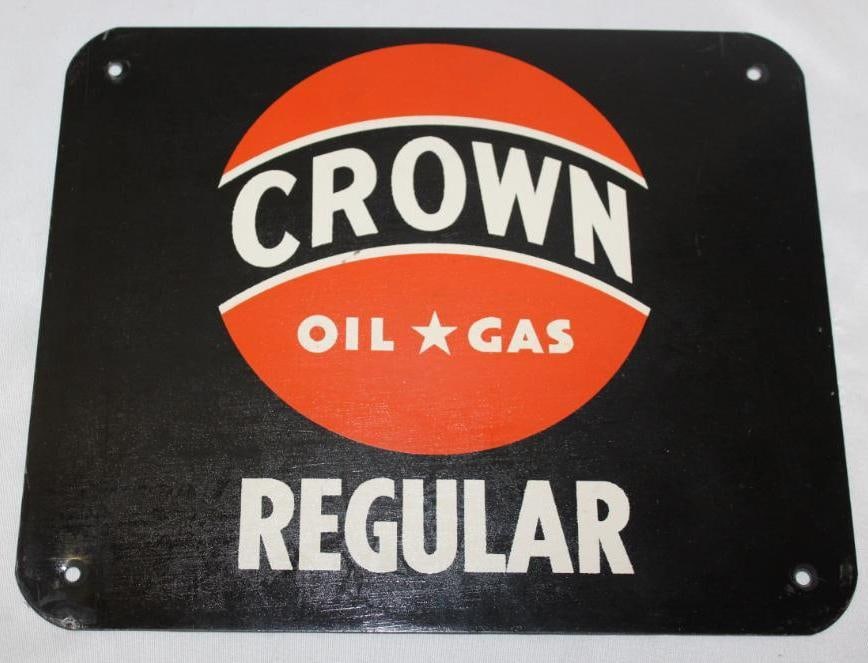 CROWN
OIL ★ GAS
REGULAR